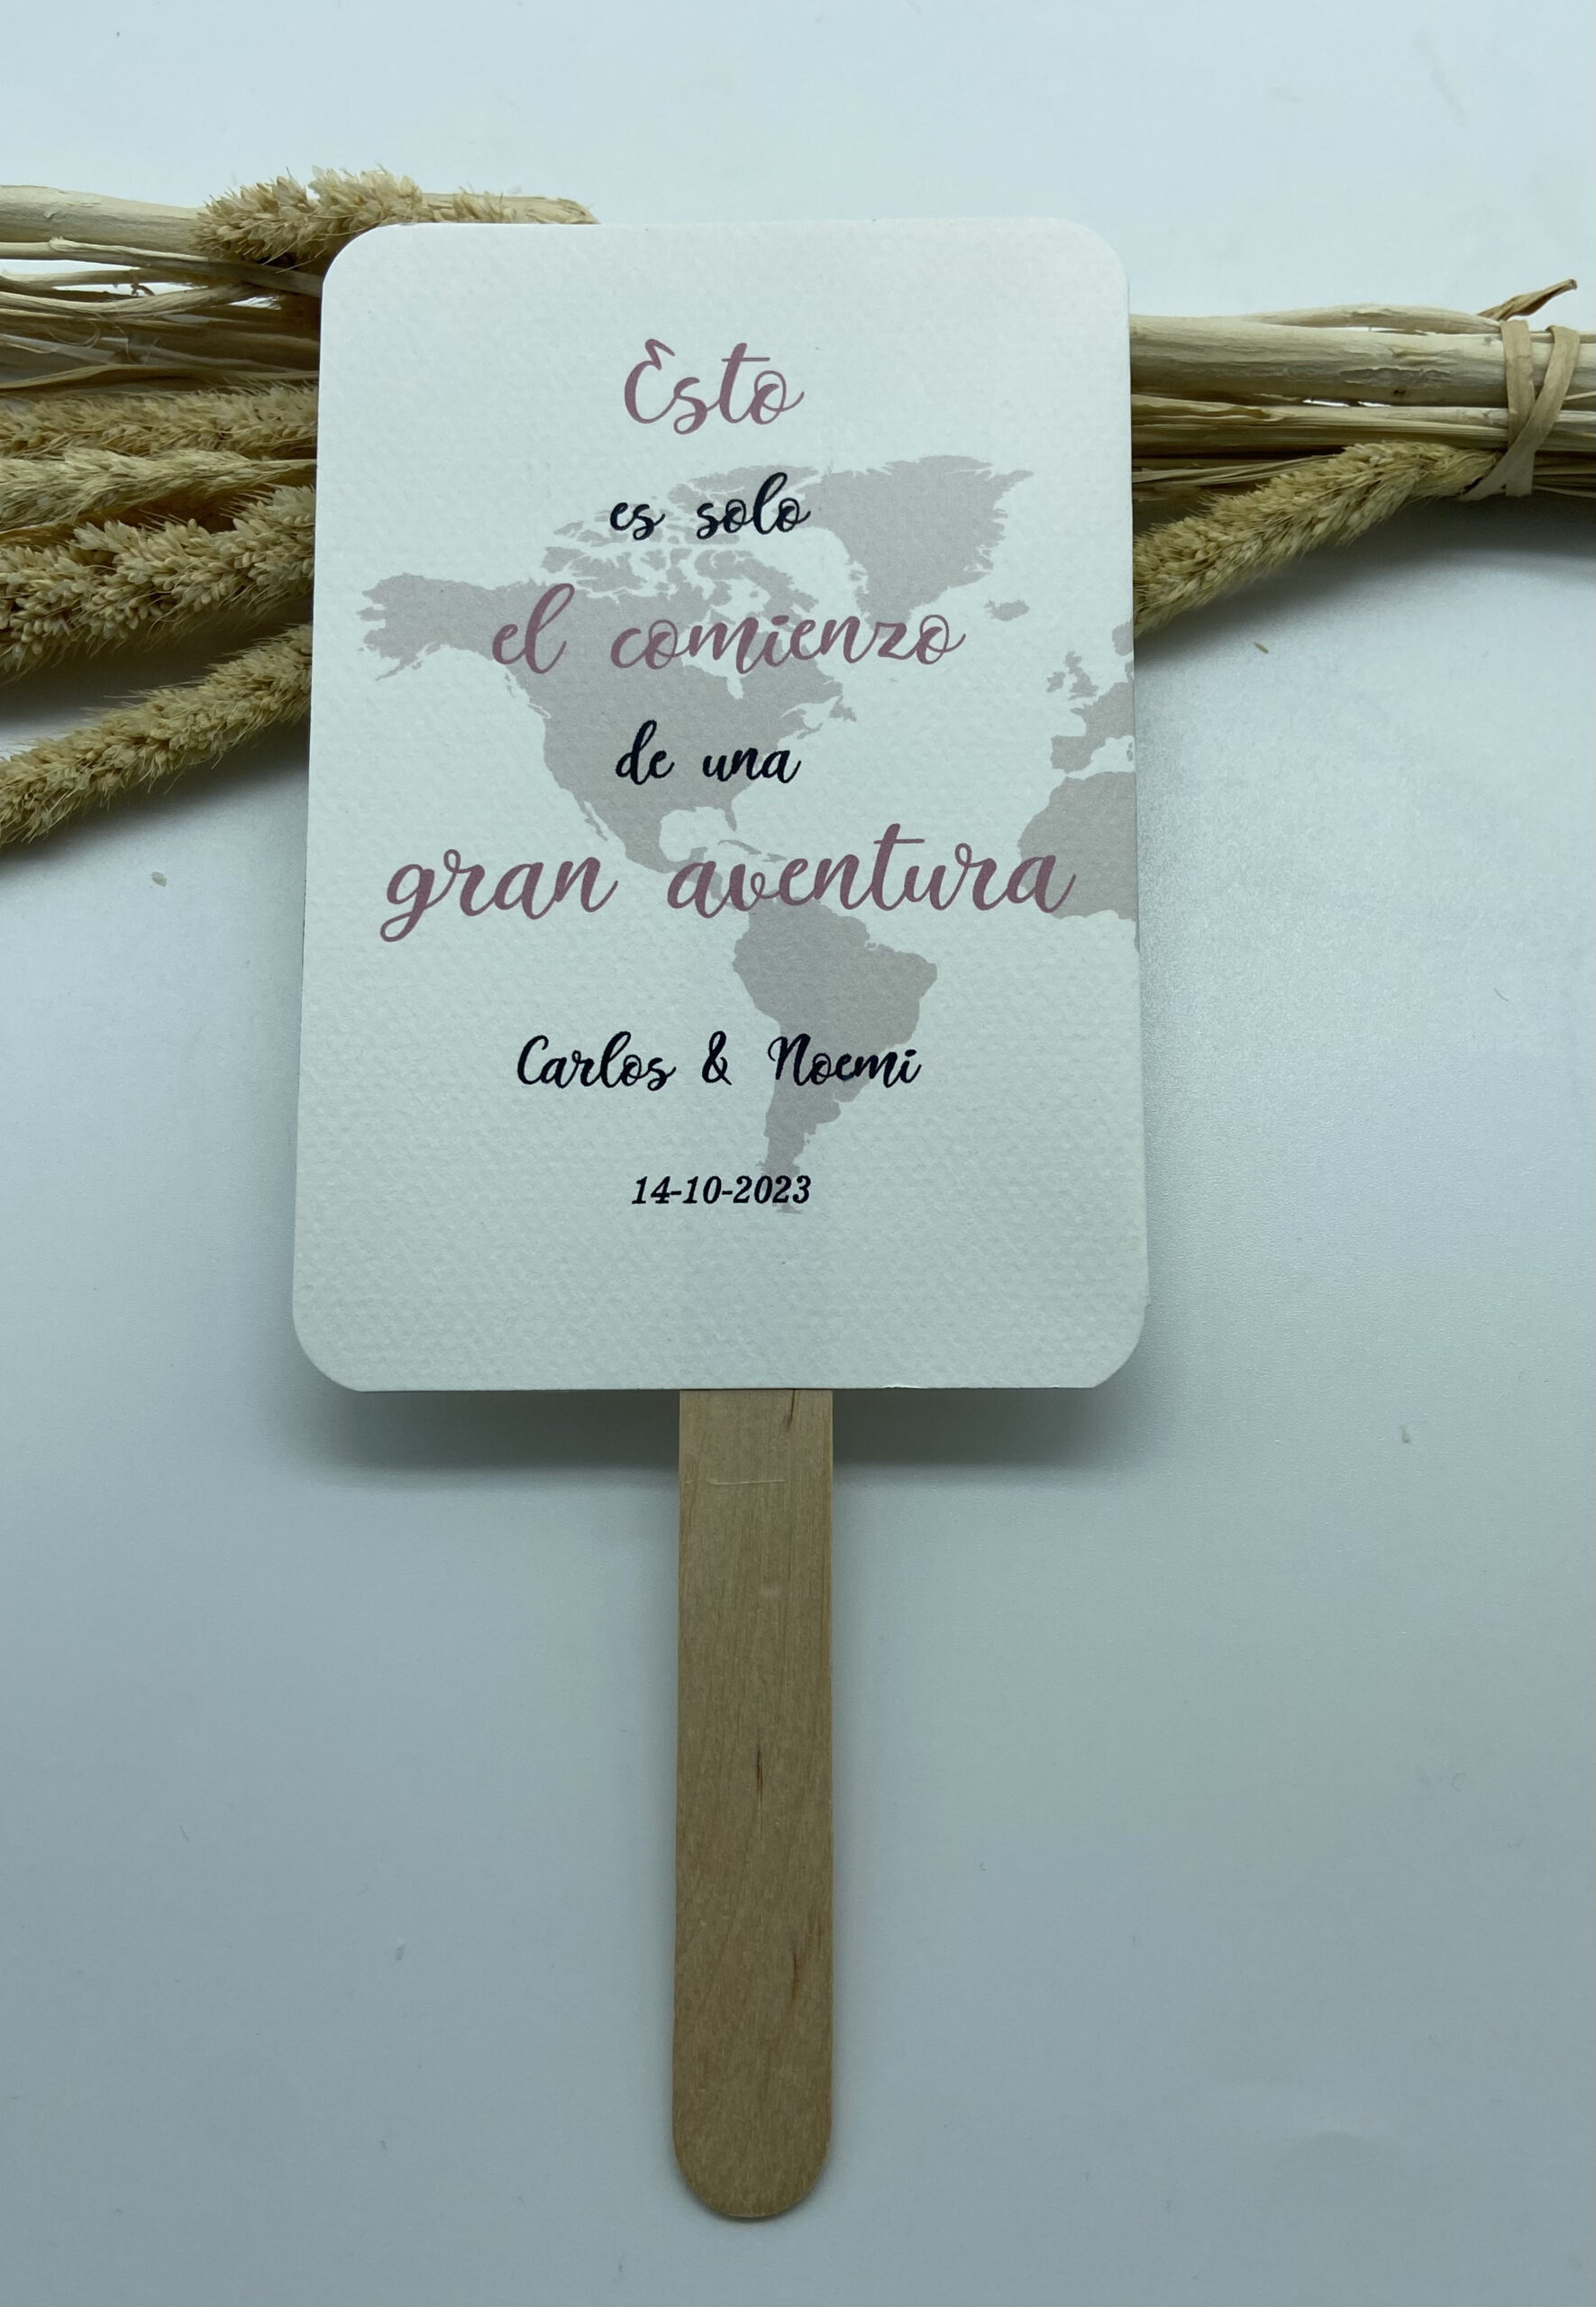 Esto
es solo
el comienzo
de una
gran aventura
Carlos & Noemi
14-10-2023